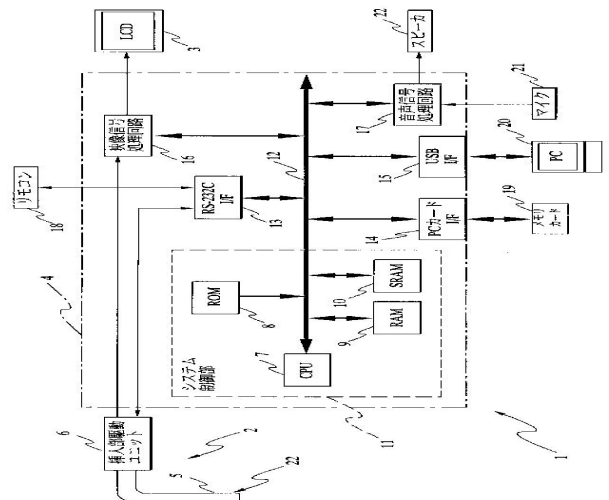 LCD
3
22
スピーカ
映像信号
処理回路
16
音声信号
処理回路
17
21
マイク
12
20
PC
15
USB
I/F
リモコン
18
RS-232C
I/F
13
14
PCカード
I/F
19
メモリ
カード
4
ROM
8
10
SRAM
9
RAM
7
CPU
システム
制御部
11
6
挿入部駆動
ユニット
2
5
22
1